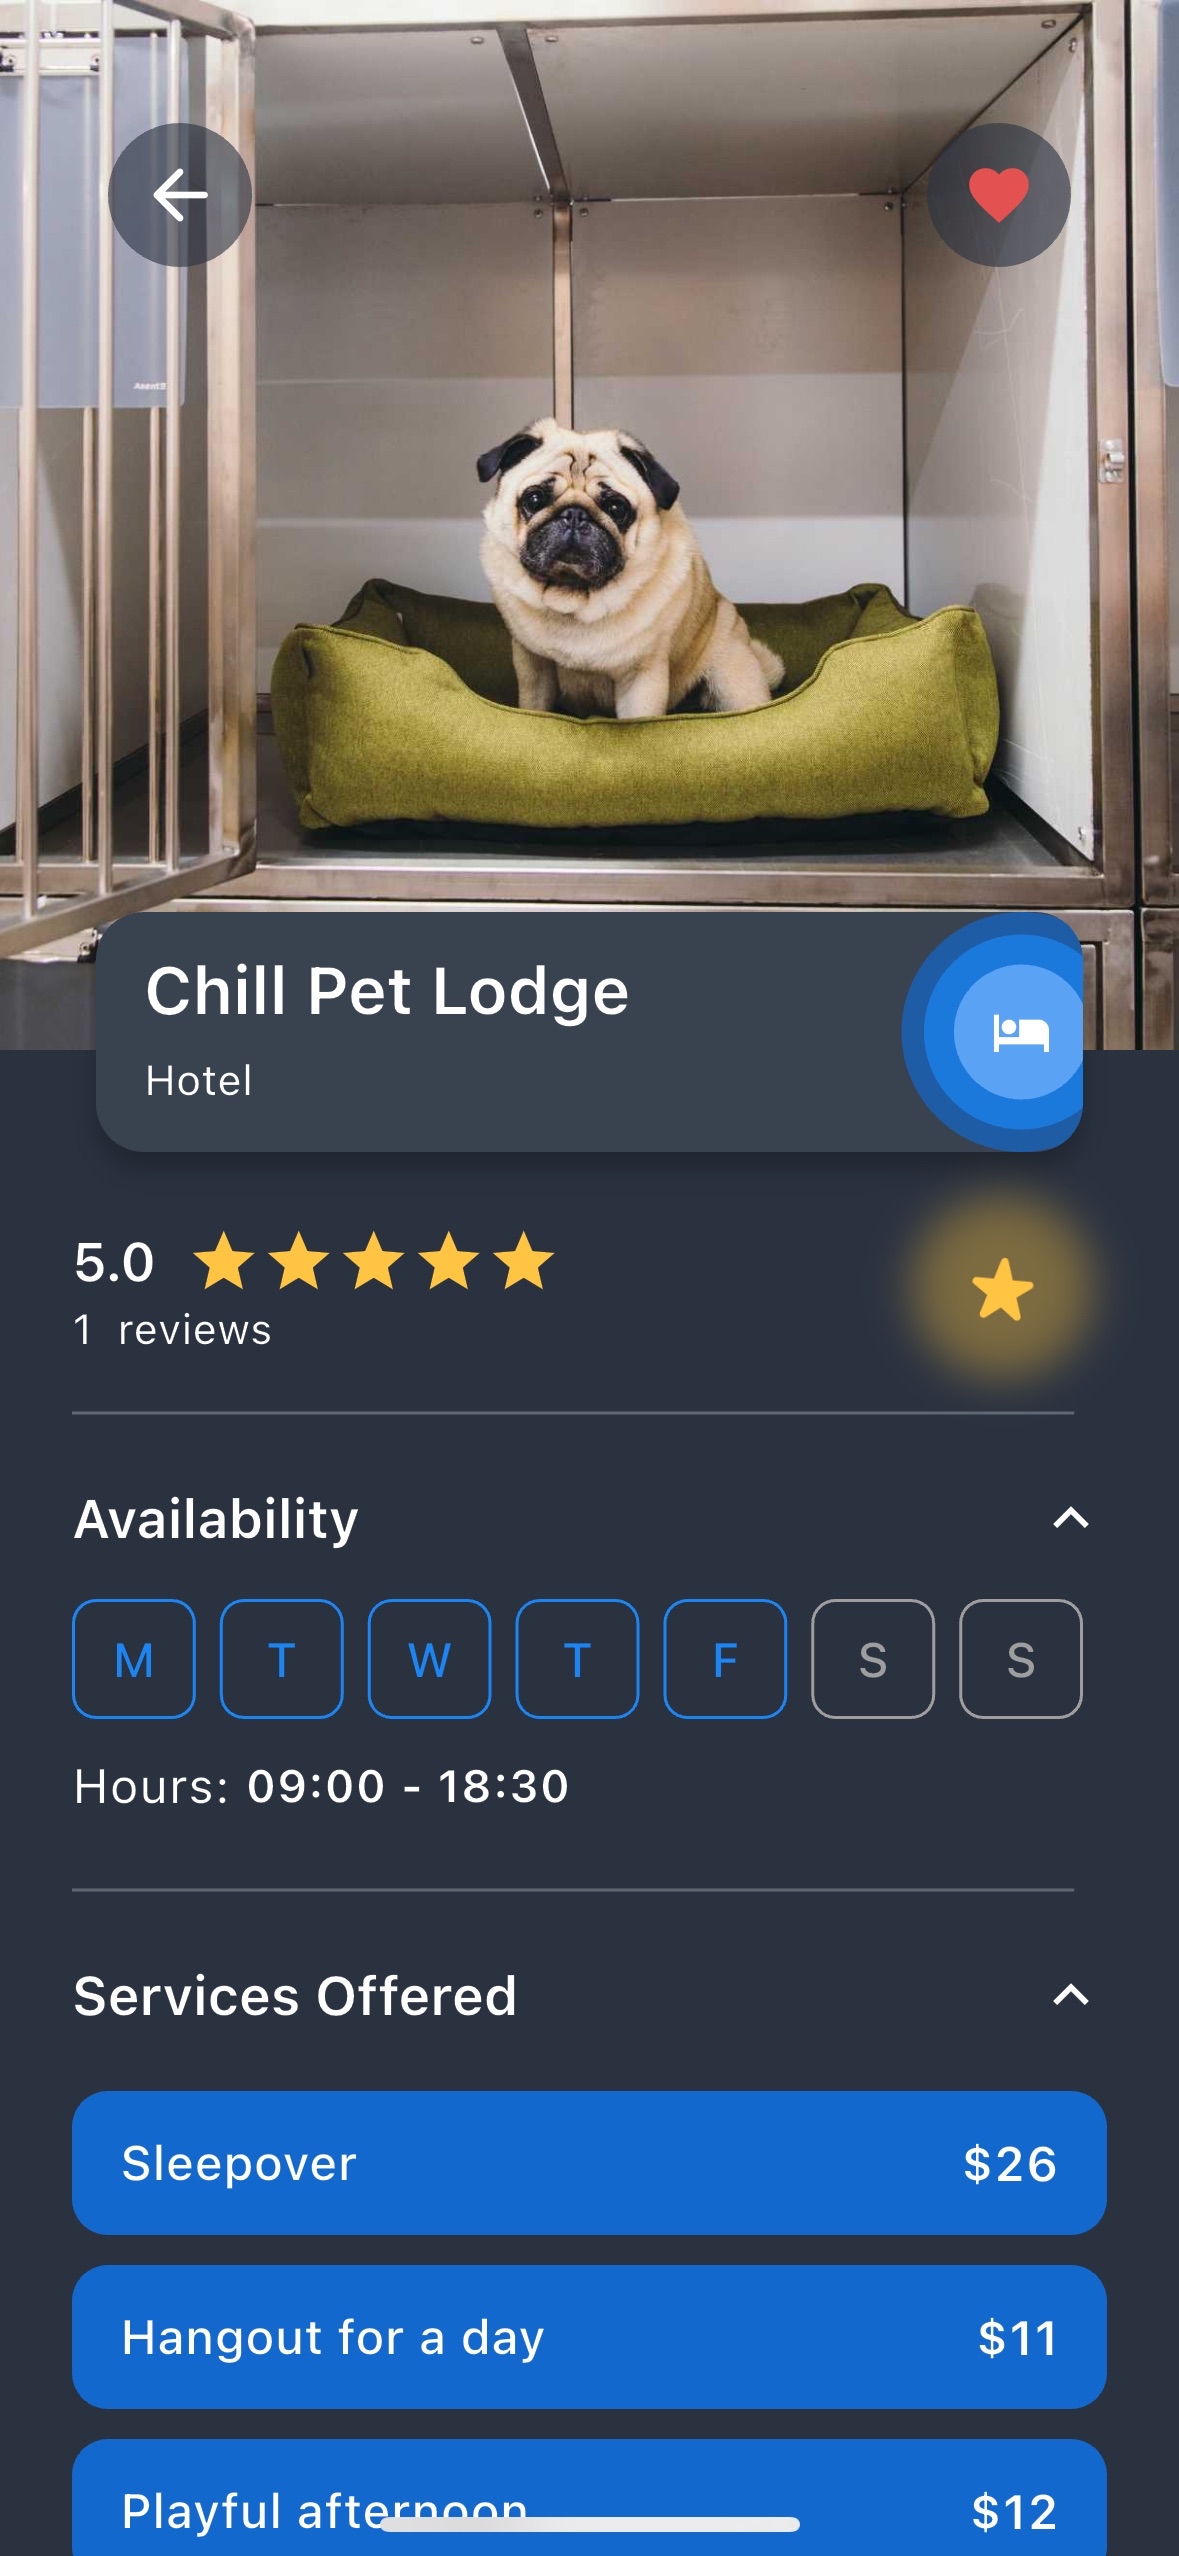 Chill Pet Lodge
Hotel
5.0
1 reviews
Availability
M T W T F S S
Hours: 09:00 - 18:30
Services Offered
Sleepover $26
Hangout for a day $11
Playful afternoon $12